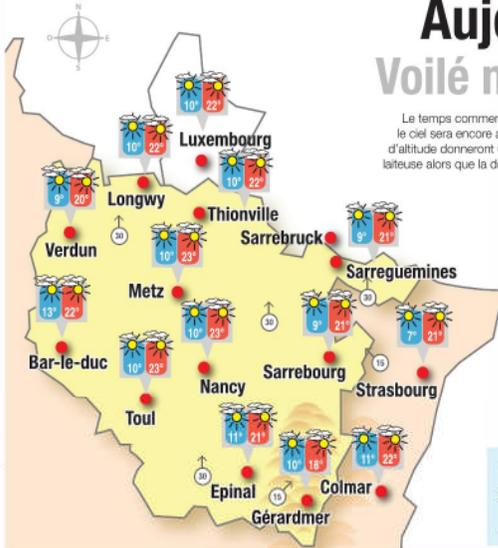 N
O E
S
Auj
Voilé n
Le temps commen
le ciel sera encore a
d'altitude donneront
laiteuse alors que la d
10° 22°
Luxembourg
10° 22°
Longwy
10° 22°
Thionville
9° 20°
Verdun
30
9° 21°
Sarrebruck
Sarreguemines
30
10° 23°
Metz
13° 22°
Bar-le-duc
10° 23°
Nancy
30
9° 21°
Sarrebourg
7° 21°
Strasbourg
15
10° 23°
Toul
11° 21°
Epinal
30
10° 18°
Gérardmer
15
11° 22°
Colmar